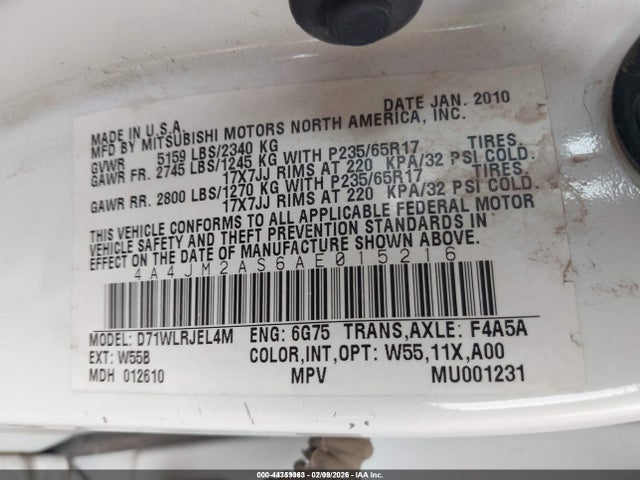 MADE IN U.S.A. DATE JAN. 2010
MFD BY MITSUBISHI MOTORS NORTH AMERICA, INC.
GVWR 5159 LBS/2340 KG
GAWR FR. 2745 LBS/1245 KG WITH P235/65R17 TIRES.
17X7JJ RIMS AT 220 KPA/32 PSI COLD.
GAWR RR. 2800 LBS/1270 KG WITH P235/65R17 TIRES.
17X7JJ RIMS AT 220 KPA/32 PSI COLD.
THIS VEHICLE CONFORMS TO ALL APPLICABLE FEDERAL MOTOR
VEHICLE SAFETY AND THEFT PREVENTION STANDARDS IN
EFFECT ON THE DATE OF MANUFACTURE SHOWN ABOVE.
4A4JM2AS6AE015216
MODEL: D71WLRJEL4M ENG: 6G75 TRANS,AXLE: F4A5A
EXT: W55B COLOR,INT,OPT: W55,11X,A00
MDH 012610 MPV MU001231
000-44759063 - 02/09/2026 - IAA Inc.